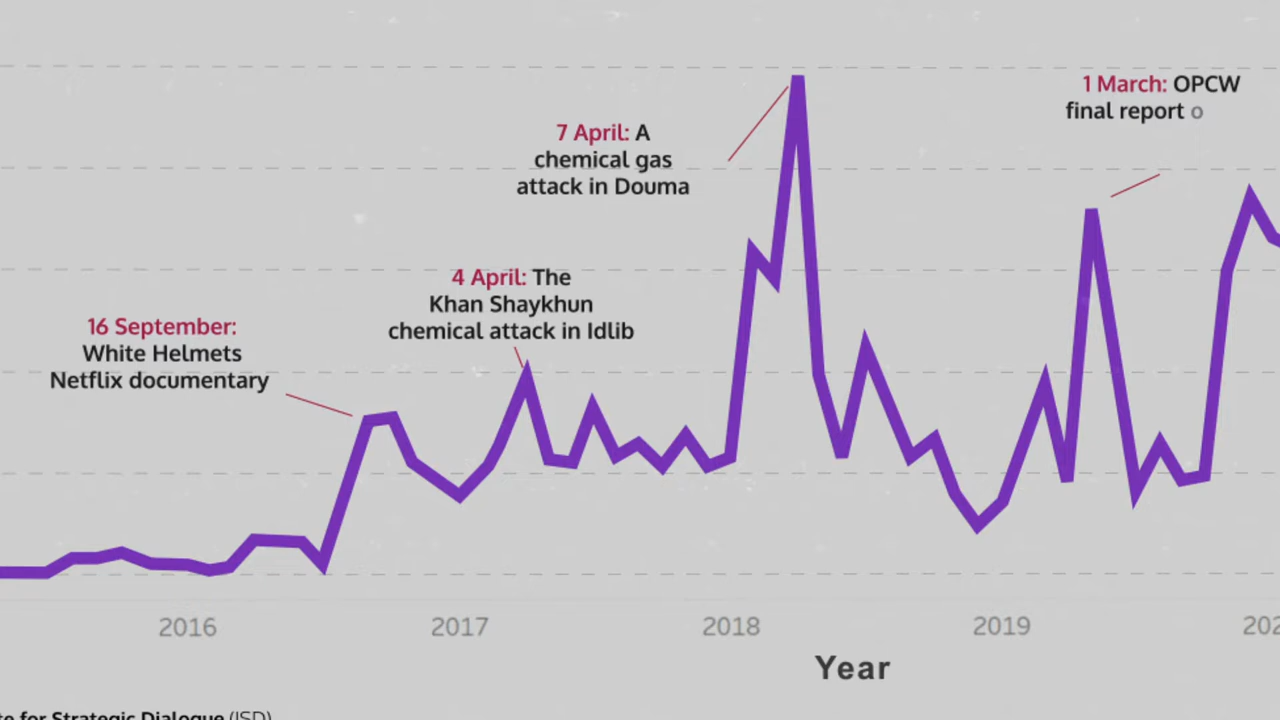 1 March: OPCW
final report o
7 April: A
chemical gas
attack in Douma
4 April: The
Khan Shaykhun
chemical attack in Idlib
16 September:
White Helmets
Netflix documentary
2016 2017 2018 2019 202
Year
te for Strategic Dialogue (ISD)